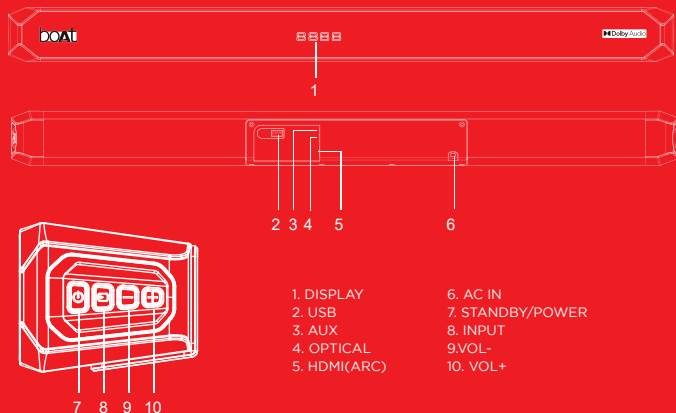 boAt
Dolby Audio
1
2 3 4 5 6
1. DISPLAY
2. USB
3. AUX
4. OPTICAL
5. HDMI(ARC)
6. AC IN
7. STANDBY/POWER
8. INPUT
9.VOL-
10. VOL+
7 8 9 10